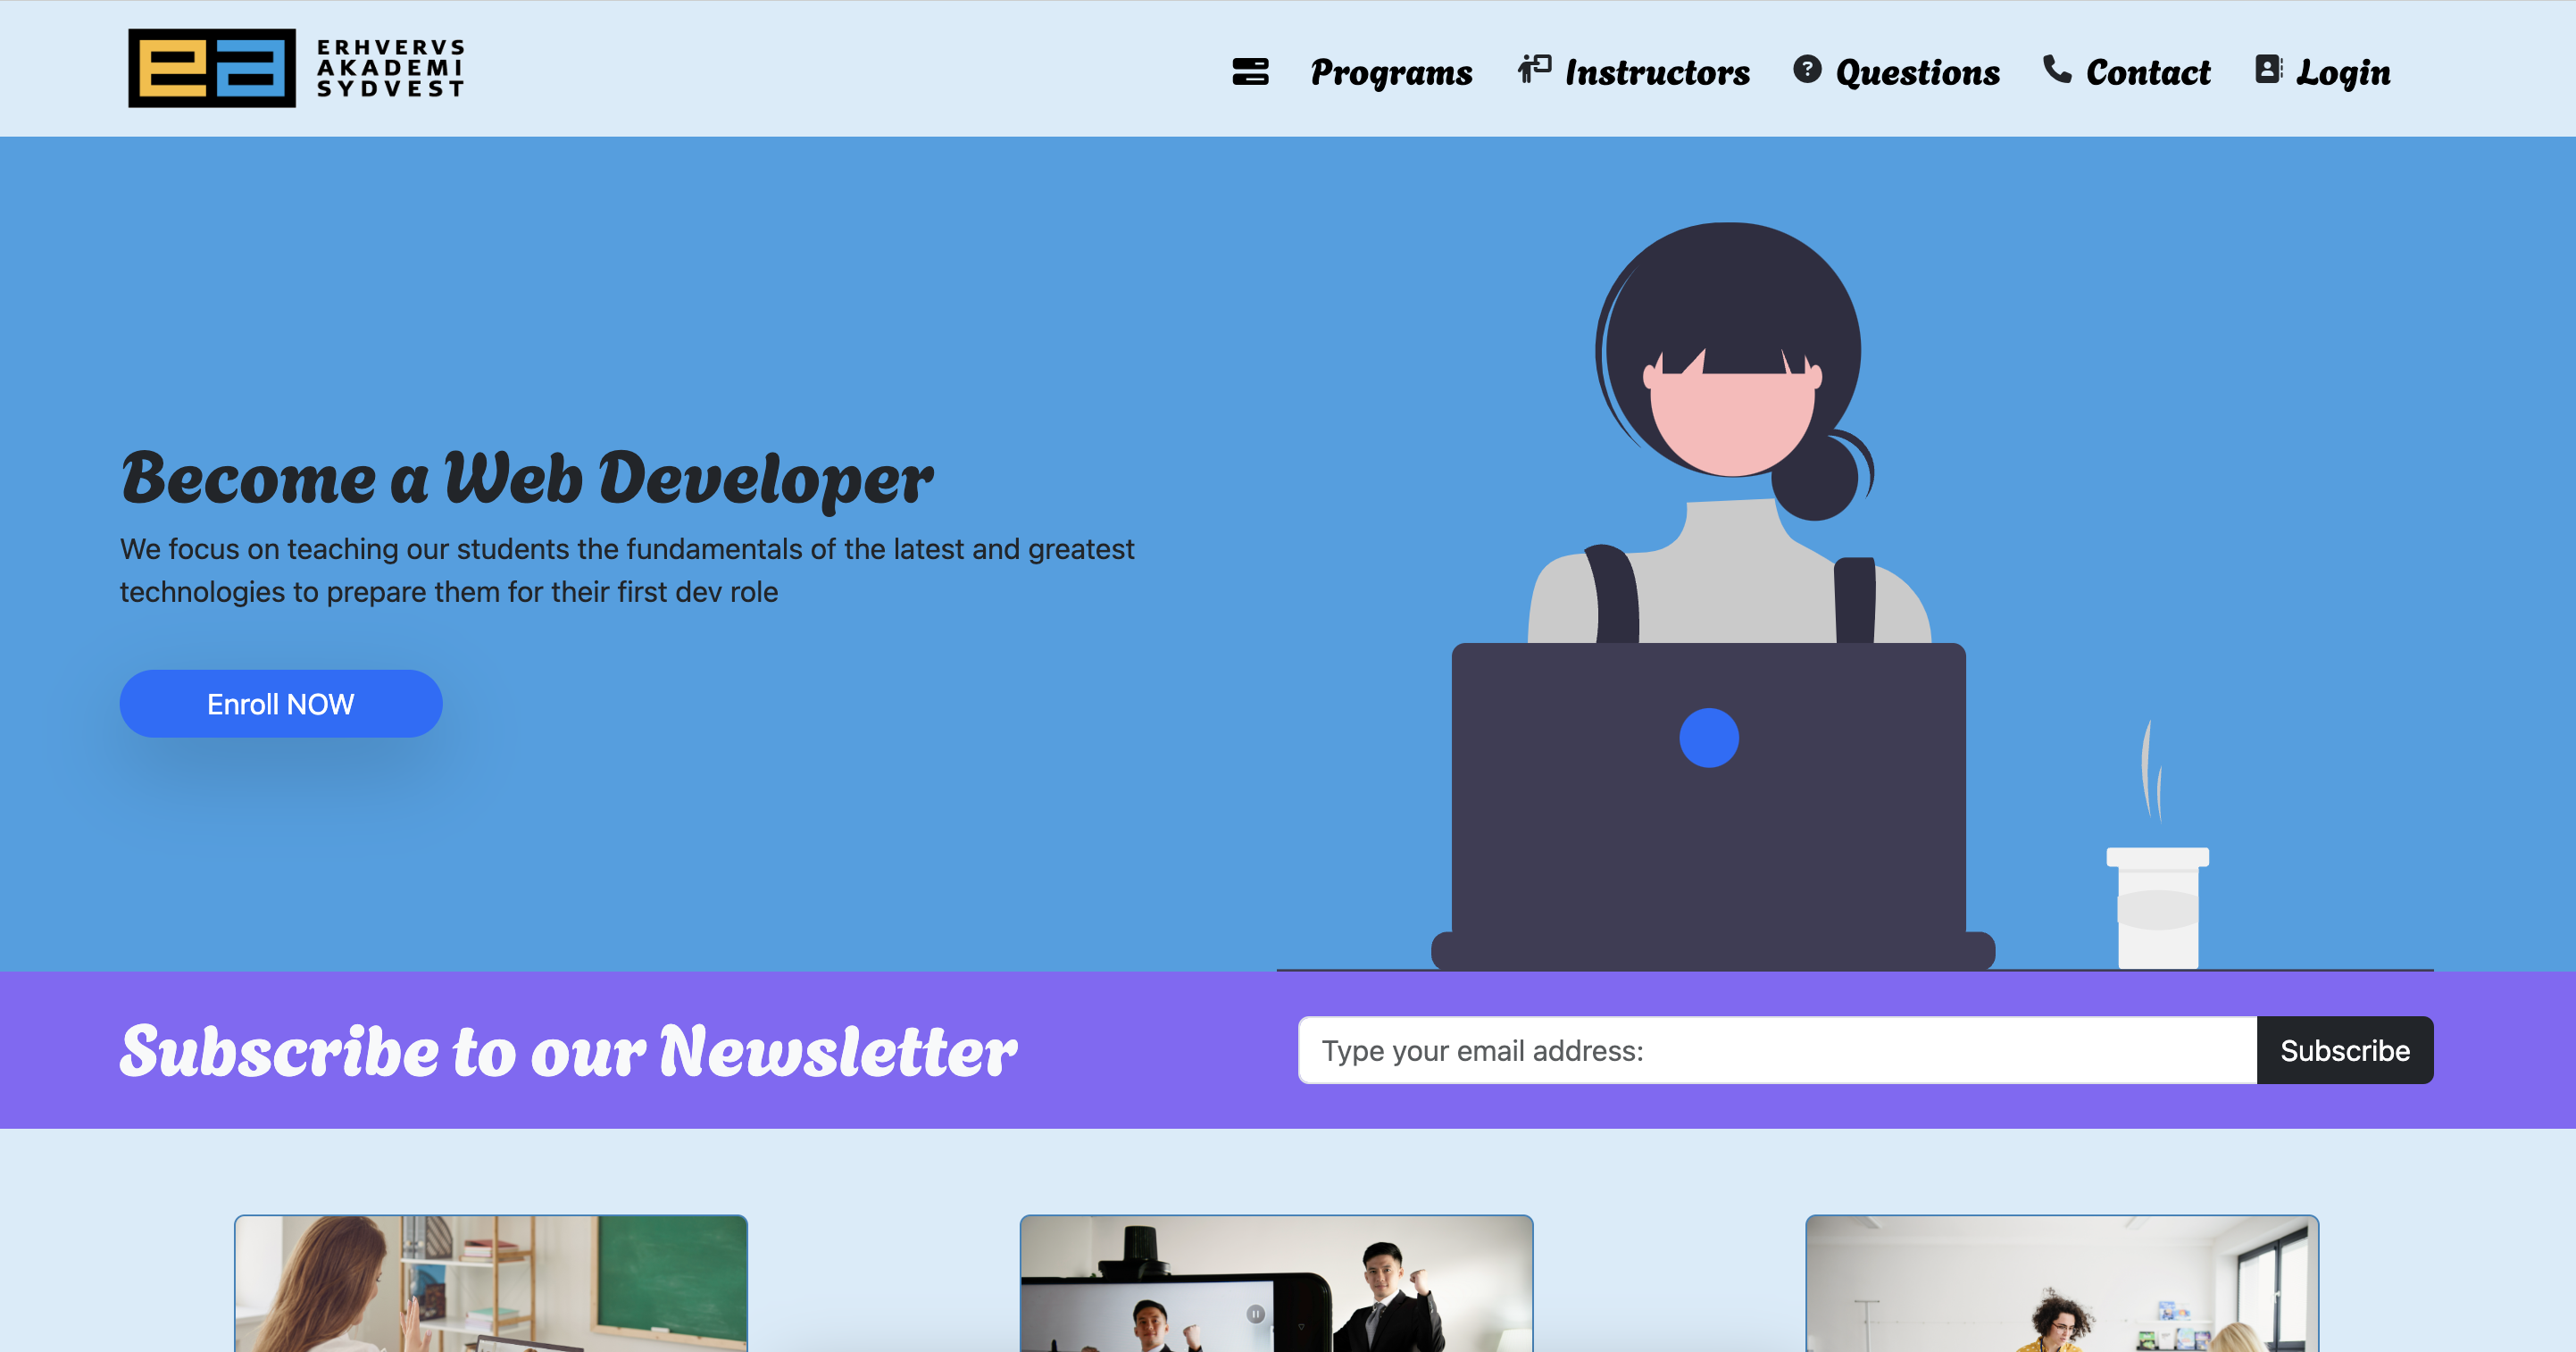 ea ERHVERVS
AKADEMI
SYDVEST
Programs Instructors ? Questions Contact Login
Become a Web Developer
We focus on teaching our students the fundamentals of the latest and greatest
technologies to prepare them for their first dev role
Enroll NOW
Subscribe to our Newsletter
Type your email address: Subscribe